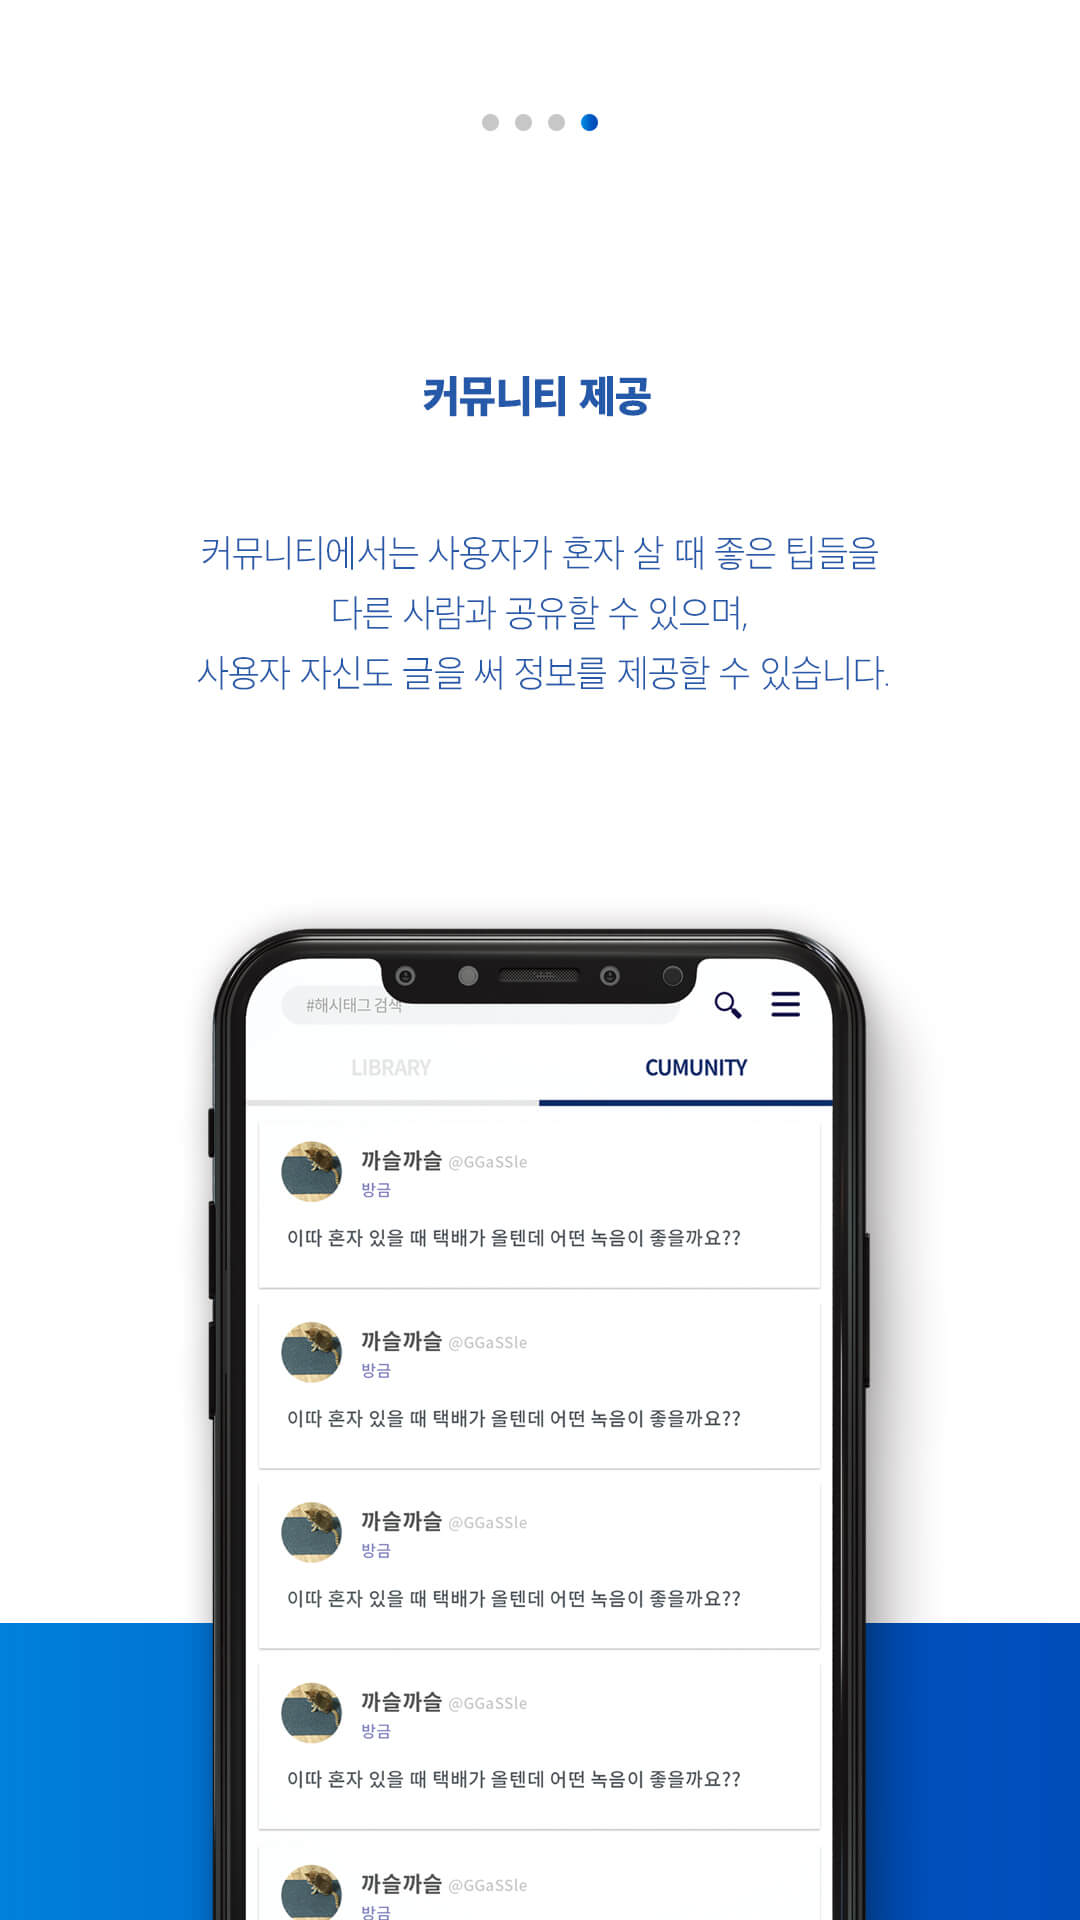 커뮤니티 제공
커뮤니티에서는 사용자가 혼자 살 때 좋은 팁들을
다른 사람과 공유할 수 있으며,
사용자 자신도 글을 써 정보를 제공할 수 있습니다.
#해시태그 검색
LIBRARY CUMUNITY
까슬까슬 @GGaSSle
방금
이따 혼자 있을 때 택배가 올텐데 어떤 녹음이 좋을까요??
까슬까슬 @GGaSSle
방금
이따 혼자 있을 때 택배가 올텐데 어떤 녹음이 좋을까요??
까슬까슬 @GGaSSle
방금
이따 혼자 있을 때 택배가 올텐데 어떤 녹음이 좋을까요??
까슬까슬 @GGaSSle
방금
이따 혼자 있을 때 택배가 올텐데 어떤 녹음이 좋을까요??
까슬까슬 @GGaSSle
방금